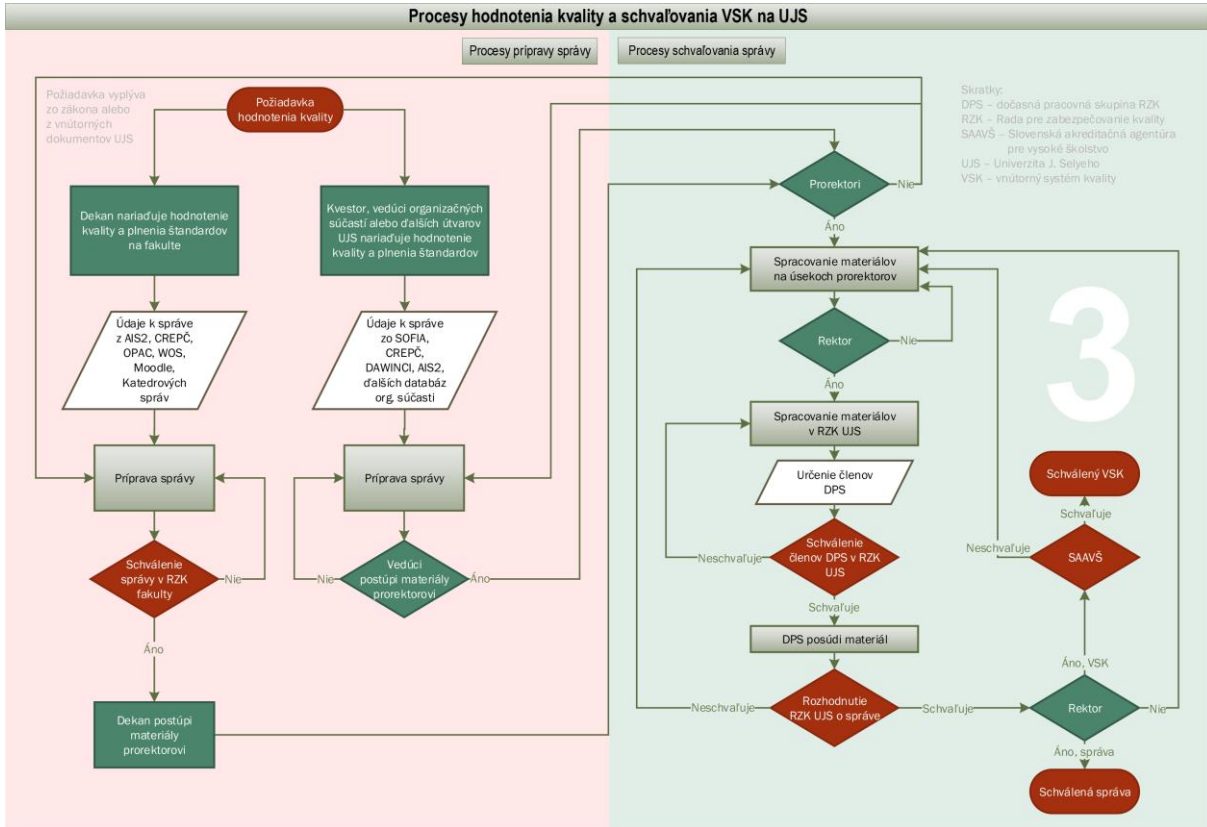 Procesy hodnotenia kvality a schvaľovania VSK na UJS
Procesy prípravy správy
Procesy schvaľovania správy
Požiadavka vyplýva
zo zákona alebo
z vnútorných
dokumentov UJS
Požiadavka
hodnotenia kvality
Skratky:
DPS – dočasná pracovná skupina RZK
RZK – Rada pre zabezpečovanie kvality
SAAVŠ – Slovenská akreditačná agentúra
pre vysoké školstvo
UJS – Univerzita J. Selyeho
VSK – vnútorný systém kvality
Dekan nariaďuje hodnotenie
kvality a plnenia štandardov
na fakulte
Kvestor, vedúci organizačných
súčastí alebo ďalších útvarov
UJS nariaďuje hodnotenie
kvality a plnenia štandardov
Údaje k správe
z AIS2, CREPČ,
OPAC, WOS,
Moodle,
Katedrových
správ
Údaje k správe
zo SOFIA,
CREPČ,
DAWINCI, AIS2,
ďalších databáz
org. súčastí
Príprava správy
Príprava správy
Schválenie
správy v RZK
fakulty
Nie
Áno
Nie
Vedúci
postúpi materiály
prorektorovi
Áno
Dekan postúpi
materiály
prorektorovi
Prorektori
Nie
Áno
Spracovanie materiálov
na úsekoch prorektorov
Rektor
Nie
Áno
Spracovanie materiálov
v RZK UJS
Určenie členov
DPS
Neschvaľuje
Schválenie
členov DPS v RZK
UJS
Schvaľuje
DPS posúdi materiál
Neschvaľuje
Rozhodnutie
RZK UJS o správe
Schvaľuje
3
Schválený VSK
Schvaľuje
Neschvaľuje
SAAVŠ
Áno, VSK
Rektor
Nie
Áno, správa
Schválená správa